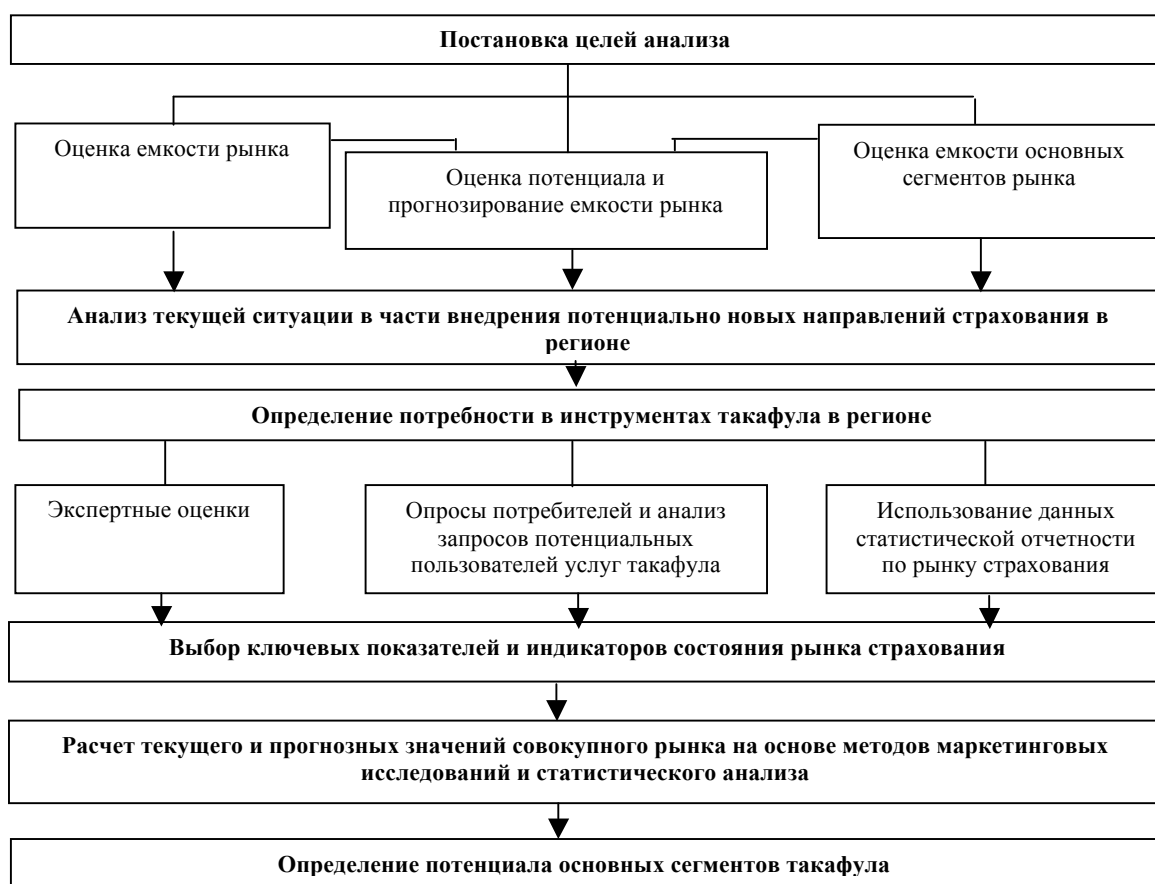 Постановка целей анализа
Оценка емкости рынка
Оценка потенциала и
прогнозирование емкости рынка
Оценка емкости основных
сегментов рынка
Анализ текущей ситуации в части внедрения потенциально новых направлений страхования в
регионе
Определение потребности в инструментах такафула в регионе
Экспертные оценки
Опросы потребителей и анализ
запросов потенциальных
пользователей услуг такафула
Использование данных
статистической отчетности
по рынку страхования
Выбор ключевых показателей и индикаторов состояния рынка страхования
Расчет текущего и прогнозных значений совокупного рынка на основе методов маркетинговых
исследований и статистического анализа
Определение потенциала основных сегментов такафула